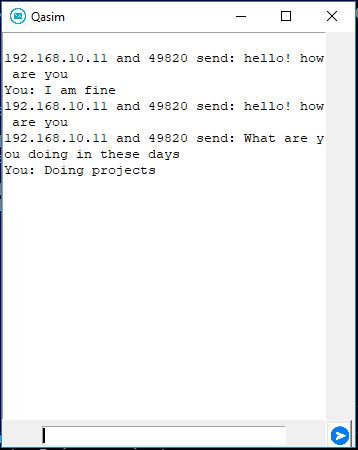 Qasim
192.168.10.11 and 49820 send: hello! how
are you
You: I am fine
192.168.10.11 and 49820 send: hello! how
are you
192.168.10.11 and 49820 send: What are y
ou doing in these days
You: Doing projects